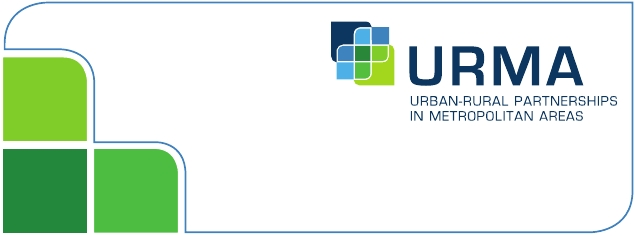 URMA
URBAN-RURAL PARTNERSHIPS
IN METROPOLITAN AREAS